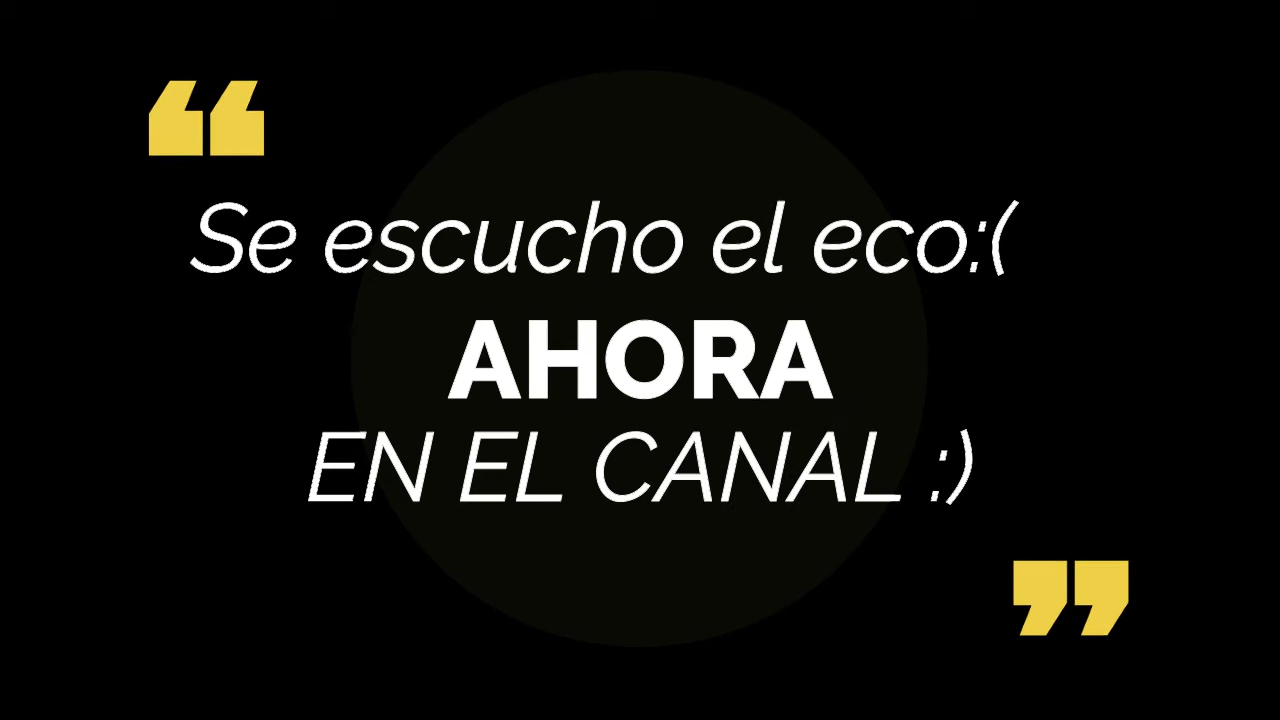 “
Se escucho el eco:(
AHORA
EN EL CANAL :)
”